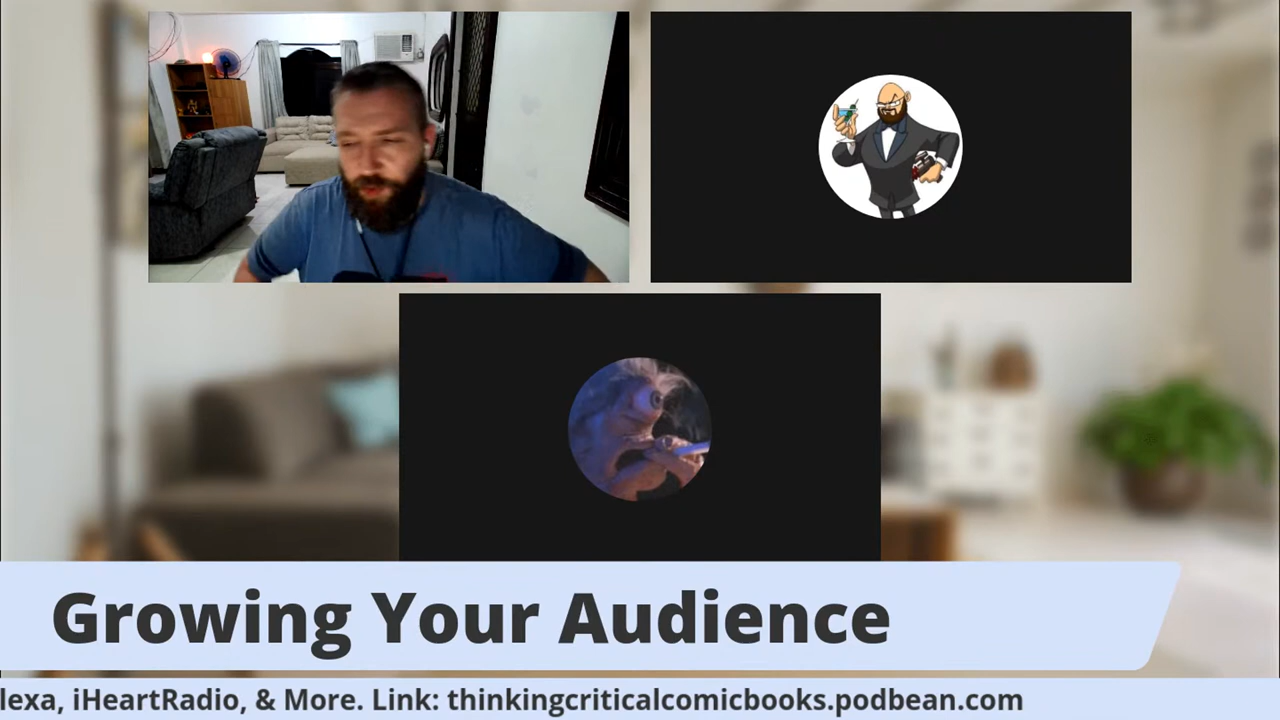 Growing Your Audience
lexa, iHeartRadio, & More. Link: thinkingcriticalcomicbooks.podbean.com